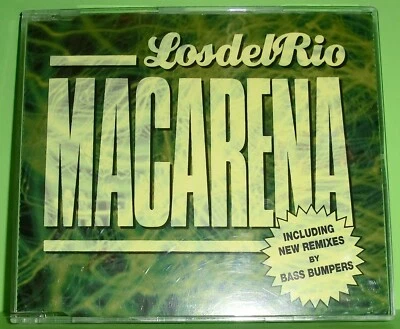 LosdelRio
MACARENA
INCLUDING
NEW REMIXES
BY
BASS BUMPERS